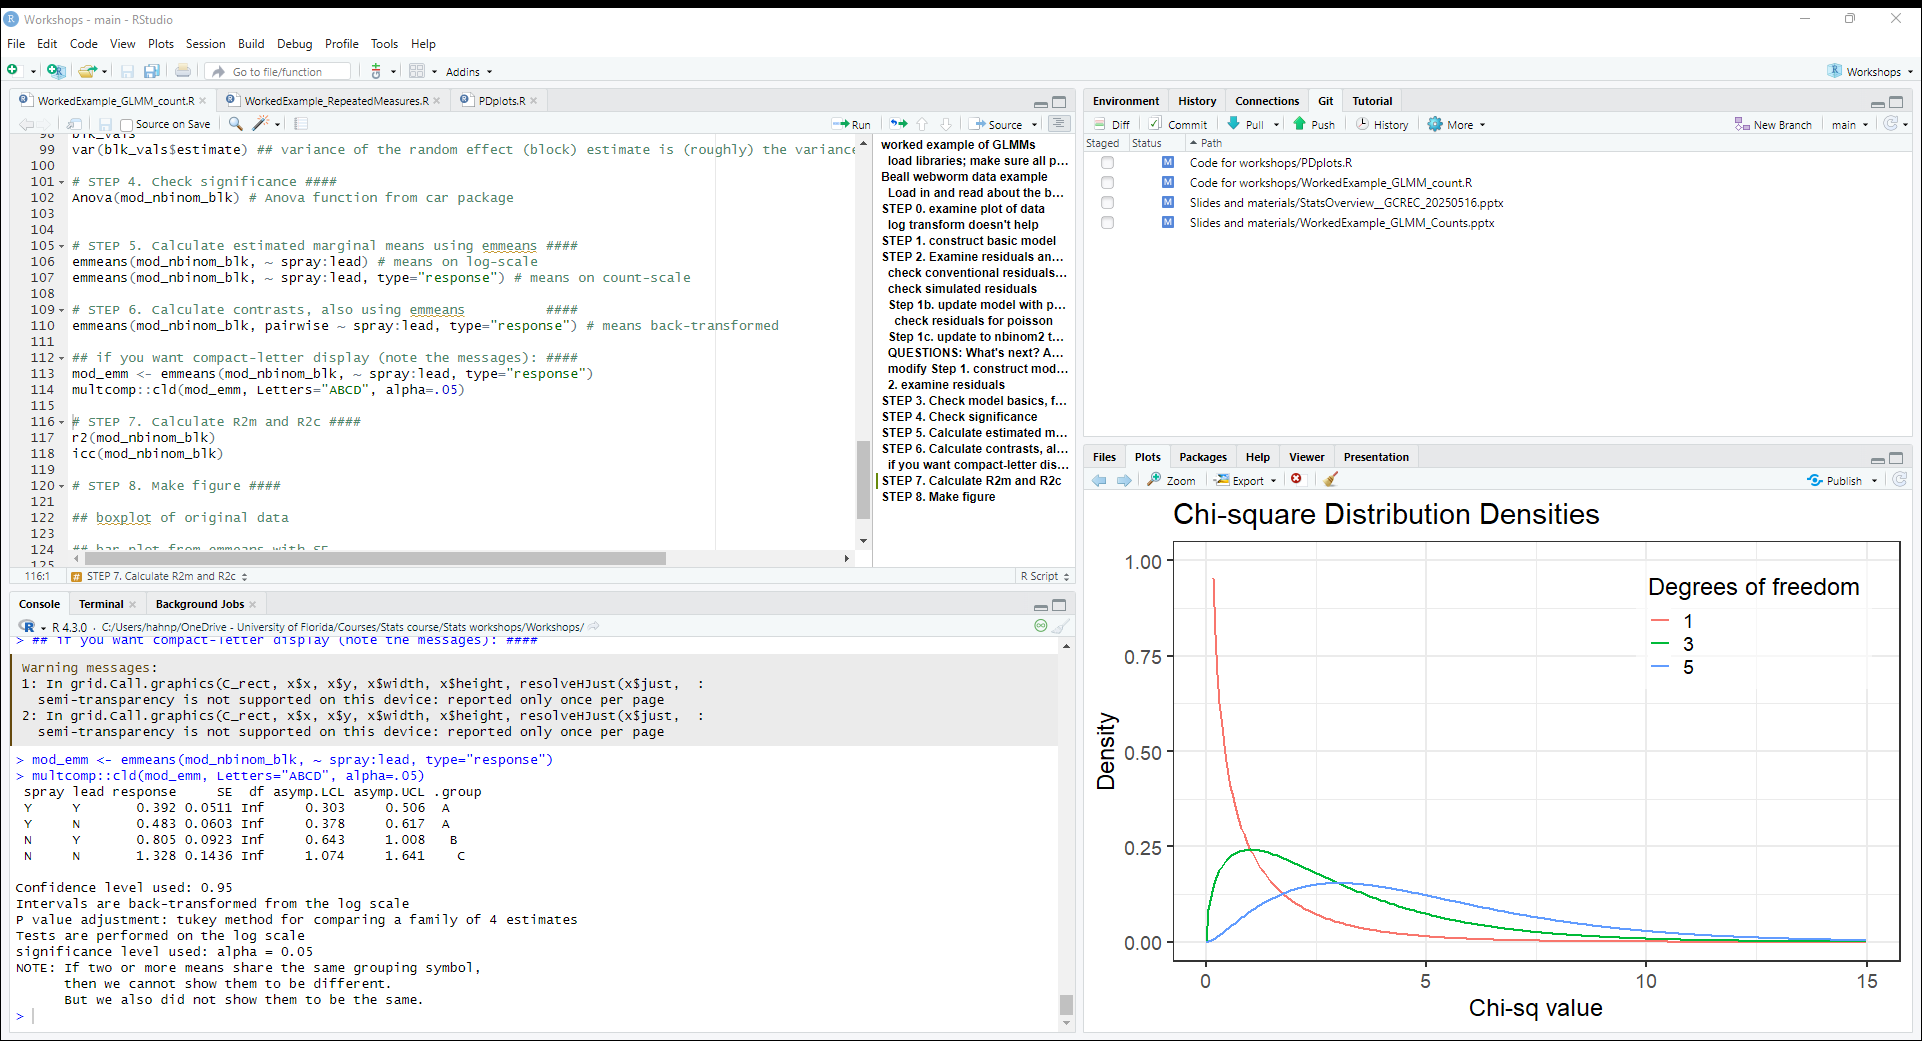 Workshops - main - RStudio
File Edit Code View Plots Session Build Debug Profile Tools Help
Go to file/function Addins Workshops
WorkedExample_GLMM_count.R WorkedExample_RepeatedMeasures.R PDplots.R
Source on Save Run Source
98 blk_vals
99 var(blk_vals$estimate) ## variance of the random effect (block) estimate is (roughly) the variance
100
101 # STEP 4. Check significance ####
102 Anova(mod_nbinom_blk) # Anova function from car package
103
104
105 # STEP 5. Calculate estimated marginal means using emmeans ####
106 emmeans(mod_nbinom_blk, ~ spray:lead) # means on log-scale
107 emmeans(mod_nbinom_blk, ~ spray:lead, type="response") # means on count-scale
108
109 # STEP 6. Calculate contrasts, also using emmeans ####
110 emmeans(mod_nbinom_blk, pairwise ~ spray:lead, type="response") # means back-transformed
111
112 ## if you want compact-letter display (note the messages): ####
113 mod_emm <- emmeans(mod_nbinom_blk, ~ spray:lead, type="response")
114 multcomp::cld(mod_emm, Letters="ABCD", alpha=.05)
115
116 # STEP 7. Calculate R2m and R2c ####
117 r2(mod_nbinom_blk)
118 icc(mod_nbinom_blk)
119
120 # STEP 8. Make figure ####
121
122 ## boxplot of original data
123
124 ## bar plot from emmeans with SE
125
116:1 STEP 7. Calculate R2m and R2c R Script
worked example of GLMMs
load libraries; make sure all p...
Beall webworm data example
Load in and read about the b...
STEP 0. examine plot of data
log transform doesn't help
STEP 1. construct basic model
STEP 2. Examine residuals an...
check conventional residuals...
check simulated residuals
Step 1b. update model with p...
check residuals for poisson
Step 1c. update to nbinom2 t...
QUESTIONS: What's next? A...
modify Step 1. construct mod...
2. examine residuals
STEP 3. Check model basics, f...
STEP 4. Check significance
STEP 5. Calculate estimated m...
STEP 6. Calculate contrasts, al...
if you want compact-letter dis...
STEP 7. Calculate R2m and R2c
STEP 8. Make figure
Console Terminal Background Jobs
R 4.3.0 · C:/Users/hahnp/OneDrive - University of Florida/Courses/Stats course/Stats workshops/Workshops/
> ## if you want compact-letter display (note the messages): ####
Warning messages:
1: In grid.Call.graphics(C_rect, x$x, x$y, x$width, x$height, resolveHJust(x$just, :
semi-transparency is not supported on this device: reported only once per page
2: In grid.Call.graphics(C_rect, x$x, x$y, x$width, x$height, resolveHJust(x$just, :
semi-transparency is not supported on this device: reported only once per page
> mod_emm <- emmeans(mod_nbinom_blk, ~ spray:lead, type="response")
> multcomp::cld(mod_emm, Letters="ABCD", alpha=.05)
spray lead response SE df asymp.LCL asymp.UCL .group
Y Y 0.392 0.0511 Inf 0.303 0.506 A
Y N 0.483 0.0603 Inf 0.378 0.617 A
N Y 0.805 0.0923 Inf 0.643 1.008 B
N N 1.328 0.1436 Inf 1.074 1.641 C
Confidence level used: 0.95
Intervals are back-transformed from the log scale
P value adjustment: tukey method for comparing a family of 4 estimates
Tests are performed on the log scale
significance level used: alpha = 0.05
NOTE: If two or more means share the same grouping symbol,
then we cannot show them to be different.
But we also did not show them to be the same.
>
Environment History Connections Git Tutorial
Diff Commit Pull Push History More New Branch main
Staged Status Path
M Code for workshops/PDplots.R
M Code for workshops/WorkedExample_GLMM_count.R
M Slides and materials/StatsOverview__GCREC_20250516.pptx
M Slides and materials/WorkedExample_GLMM_Counts.pptx
Files Plots Packages Help Viewer Presentation
Zoom Export Publish
Chi-square Distribution Densities
Degrees of freedom
1
3
5
Density
1.00
0.75
0.50
0.25
0.00
0 5 10 15
Chi-sq value